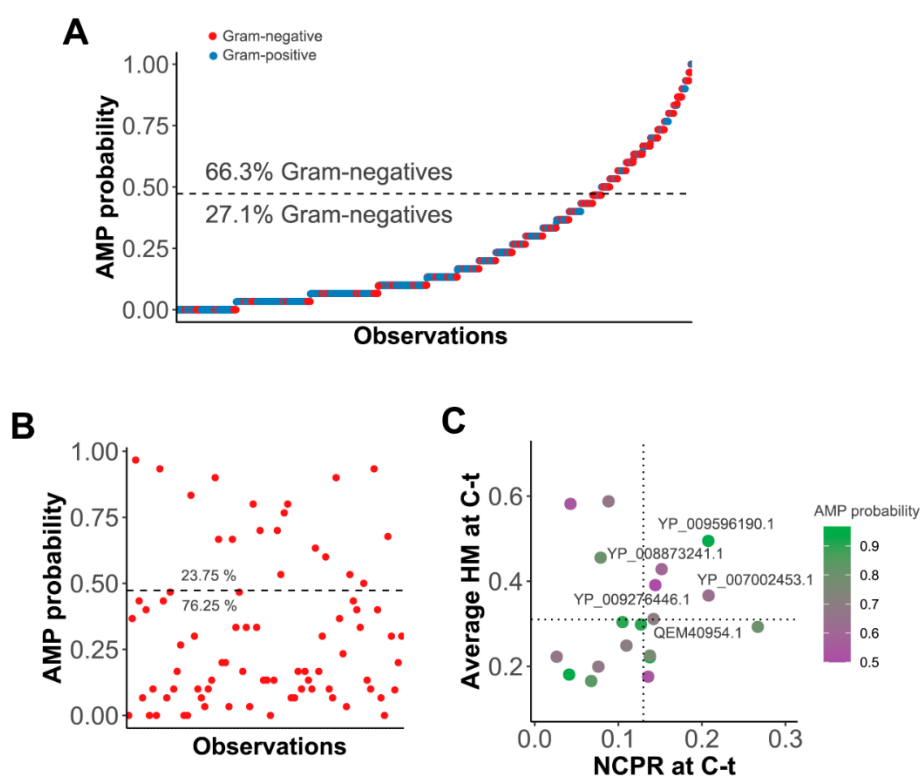 A
Gram-negative
Gram-positive
AMP probability
1.00
0.75
0.50
0.25
0.00
66.3% Gram-negatives
27.1% Gram-negatives
Observations
B
AMP probability
1.00
0.75
0.50
0.25
0.00
23.75 %
76.25 %
Observations
C
Average HM at C-t
0.6
0.4
0.2
YP_009596190.1
YP_008873241.1
YP_007002453.1
YP_009276446.1
QEM40954.1
0.0 0.1 0.2 0.3
NCPR at C-t
AMP probability
0.9
0.8
0.7
0.6
0.5